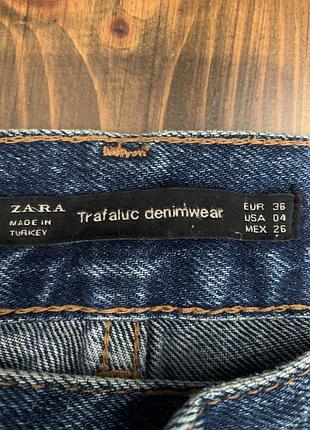 ZARA
MADE IN
TURKEY
Trafaluc denimwear
EUR 36
USA 04
MEX 26